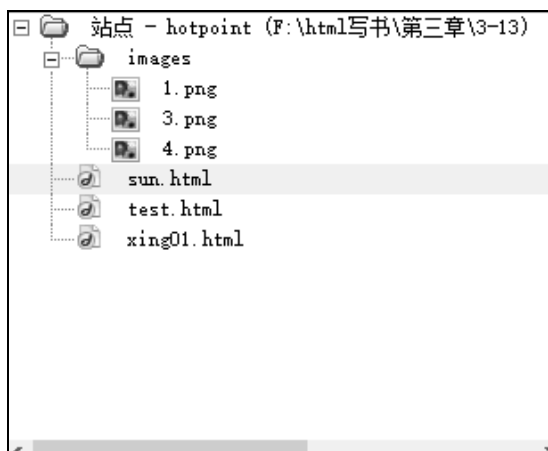 站点 - hotpoint (F:\html写书\第三章\3-13)
images
1.png
3.png
4.png
sun.html
test.html
xing01.html